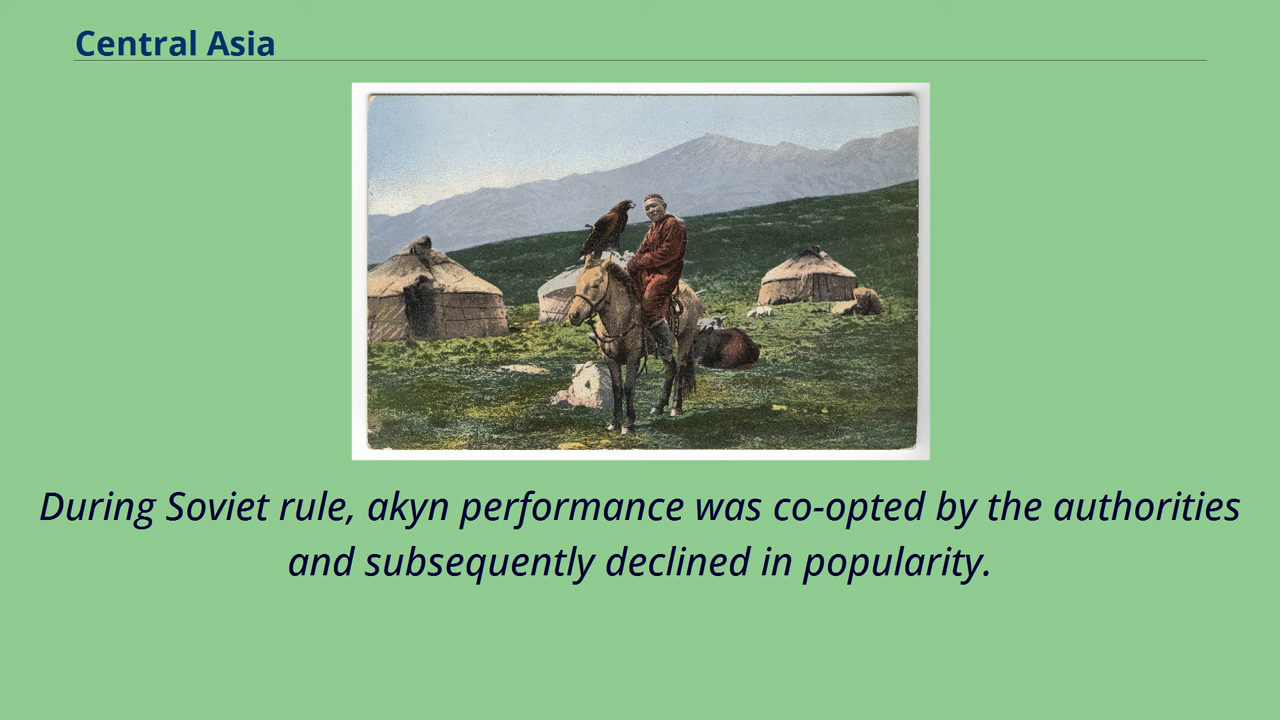 Central Asia
During Soviet rule, akyn performance was co-opted by the authorities
and subsequently declined in popularity.